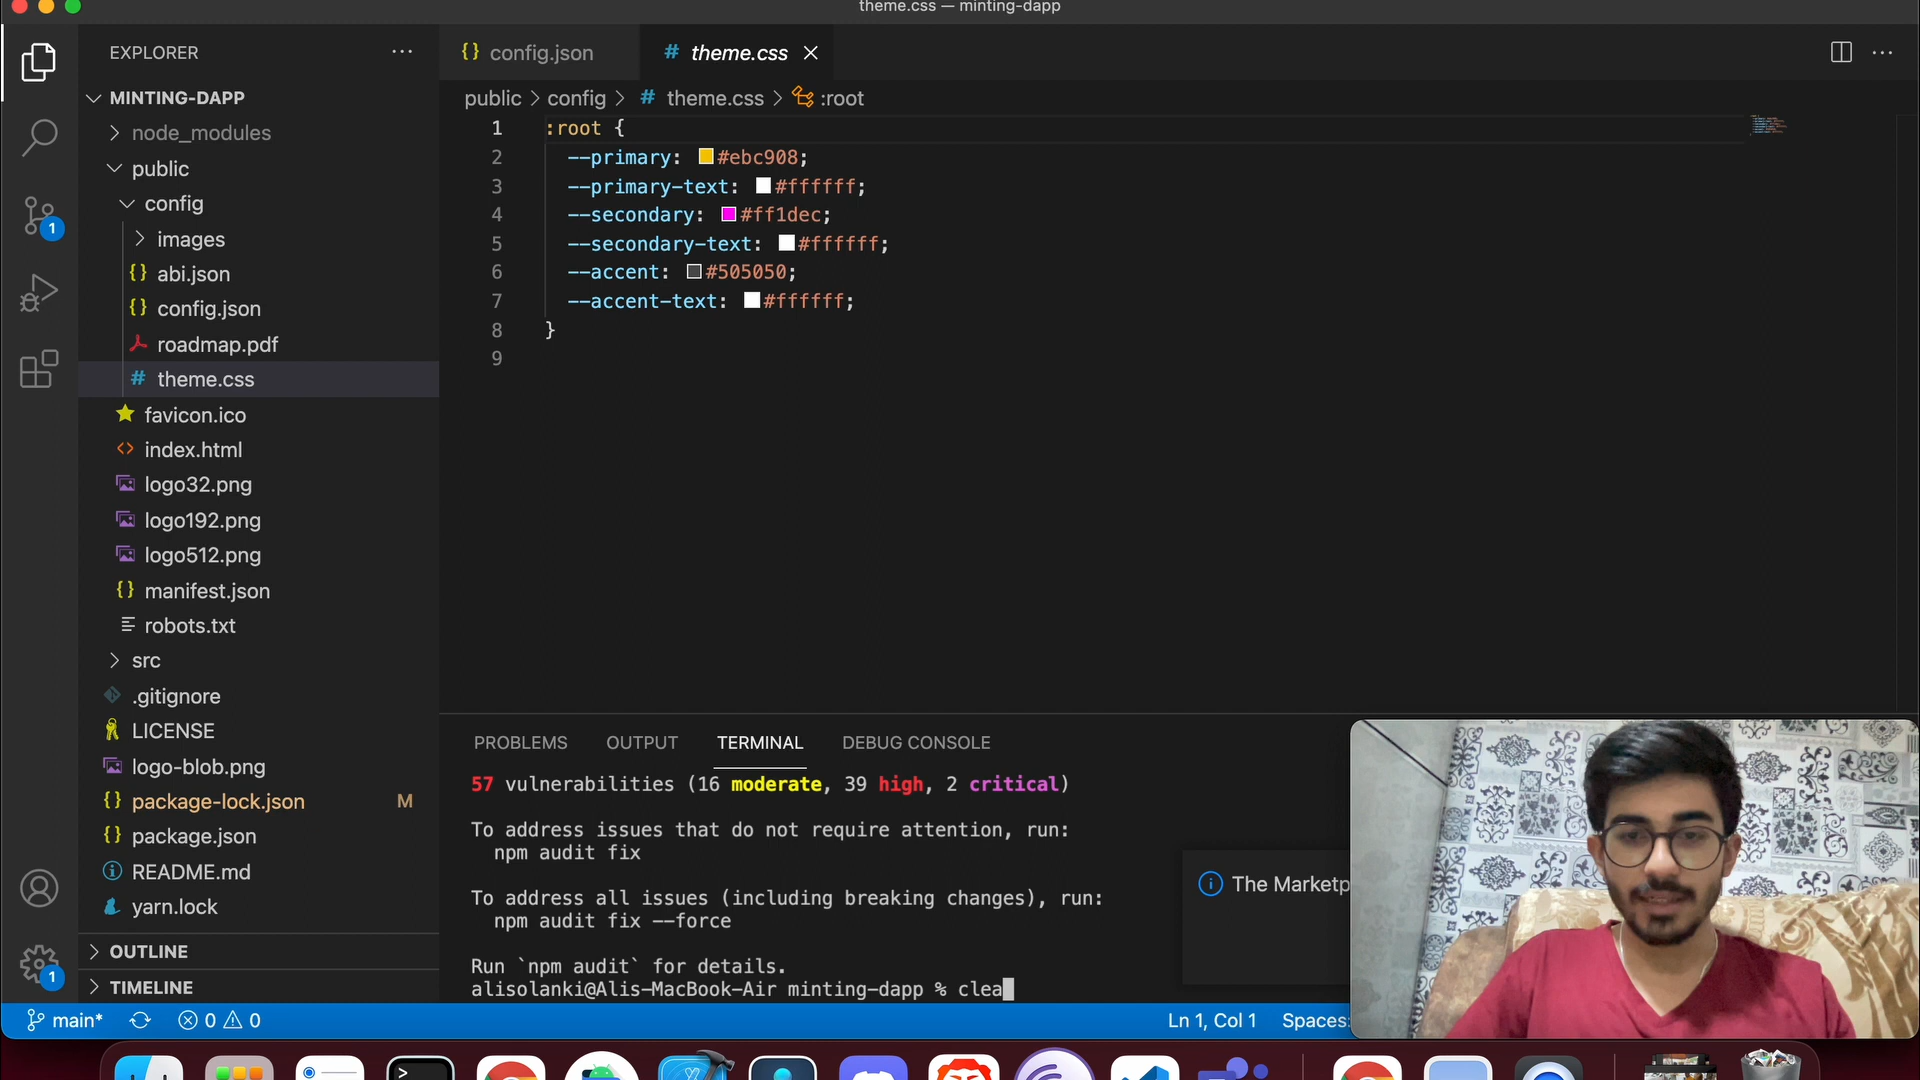 theme.css — minting-dapp
EXPLORER
config.json
theme.css
MINTING-DAPP
public > config > # theme.css > :root
node_modules
public
config
images
abi.json
config.json
roadmap.pdf
theme.css
favicon.ico
index.html
logo32.png
logo192.png
logo512.png
manifest.json
robots.txt
src
.gitignore
LICENSE
logo-blob.png
package-lock.json M
package.json
README.md
yarn.lock
OUTLINE
TIMELINE
1 :root {
2 --primary: #ebc908;
3 --primary-text: #ffffff;
4 --secondary: #ff1dec;
5 --secondary-text: #ffffff;
6 --accent: #505050;
7 --accent-text: #ffffff;
8 }
9
PROBLEMS OUTPUT TERMINAL DEBUG CONSOLE
57 vulnerabilities (16 moderate, 39 high, 2 critical)
To address issues that do not require attention, run:
npm audit fix
To address all issues (including breaking changes), run:
npm audit fix --force
Run `npm audit` for details.
alisolanki@Alis-MacBook-Air minting-dapp % clea
The Marketp
1
1
main* 0 0
Ln 1, Col 1 Spaces: